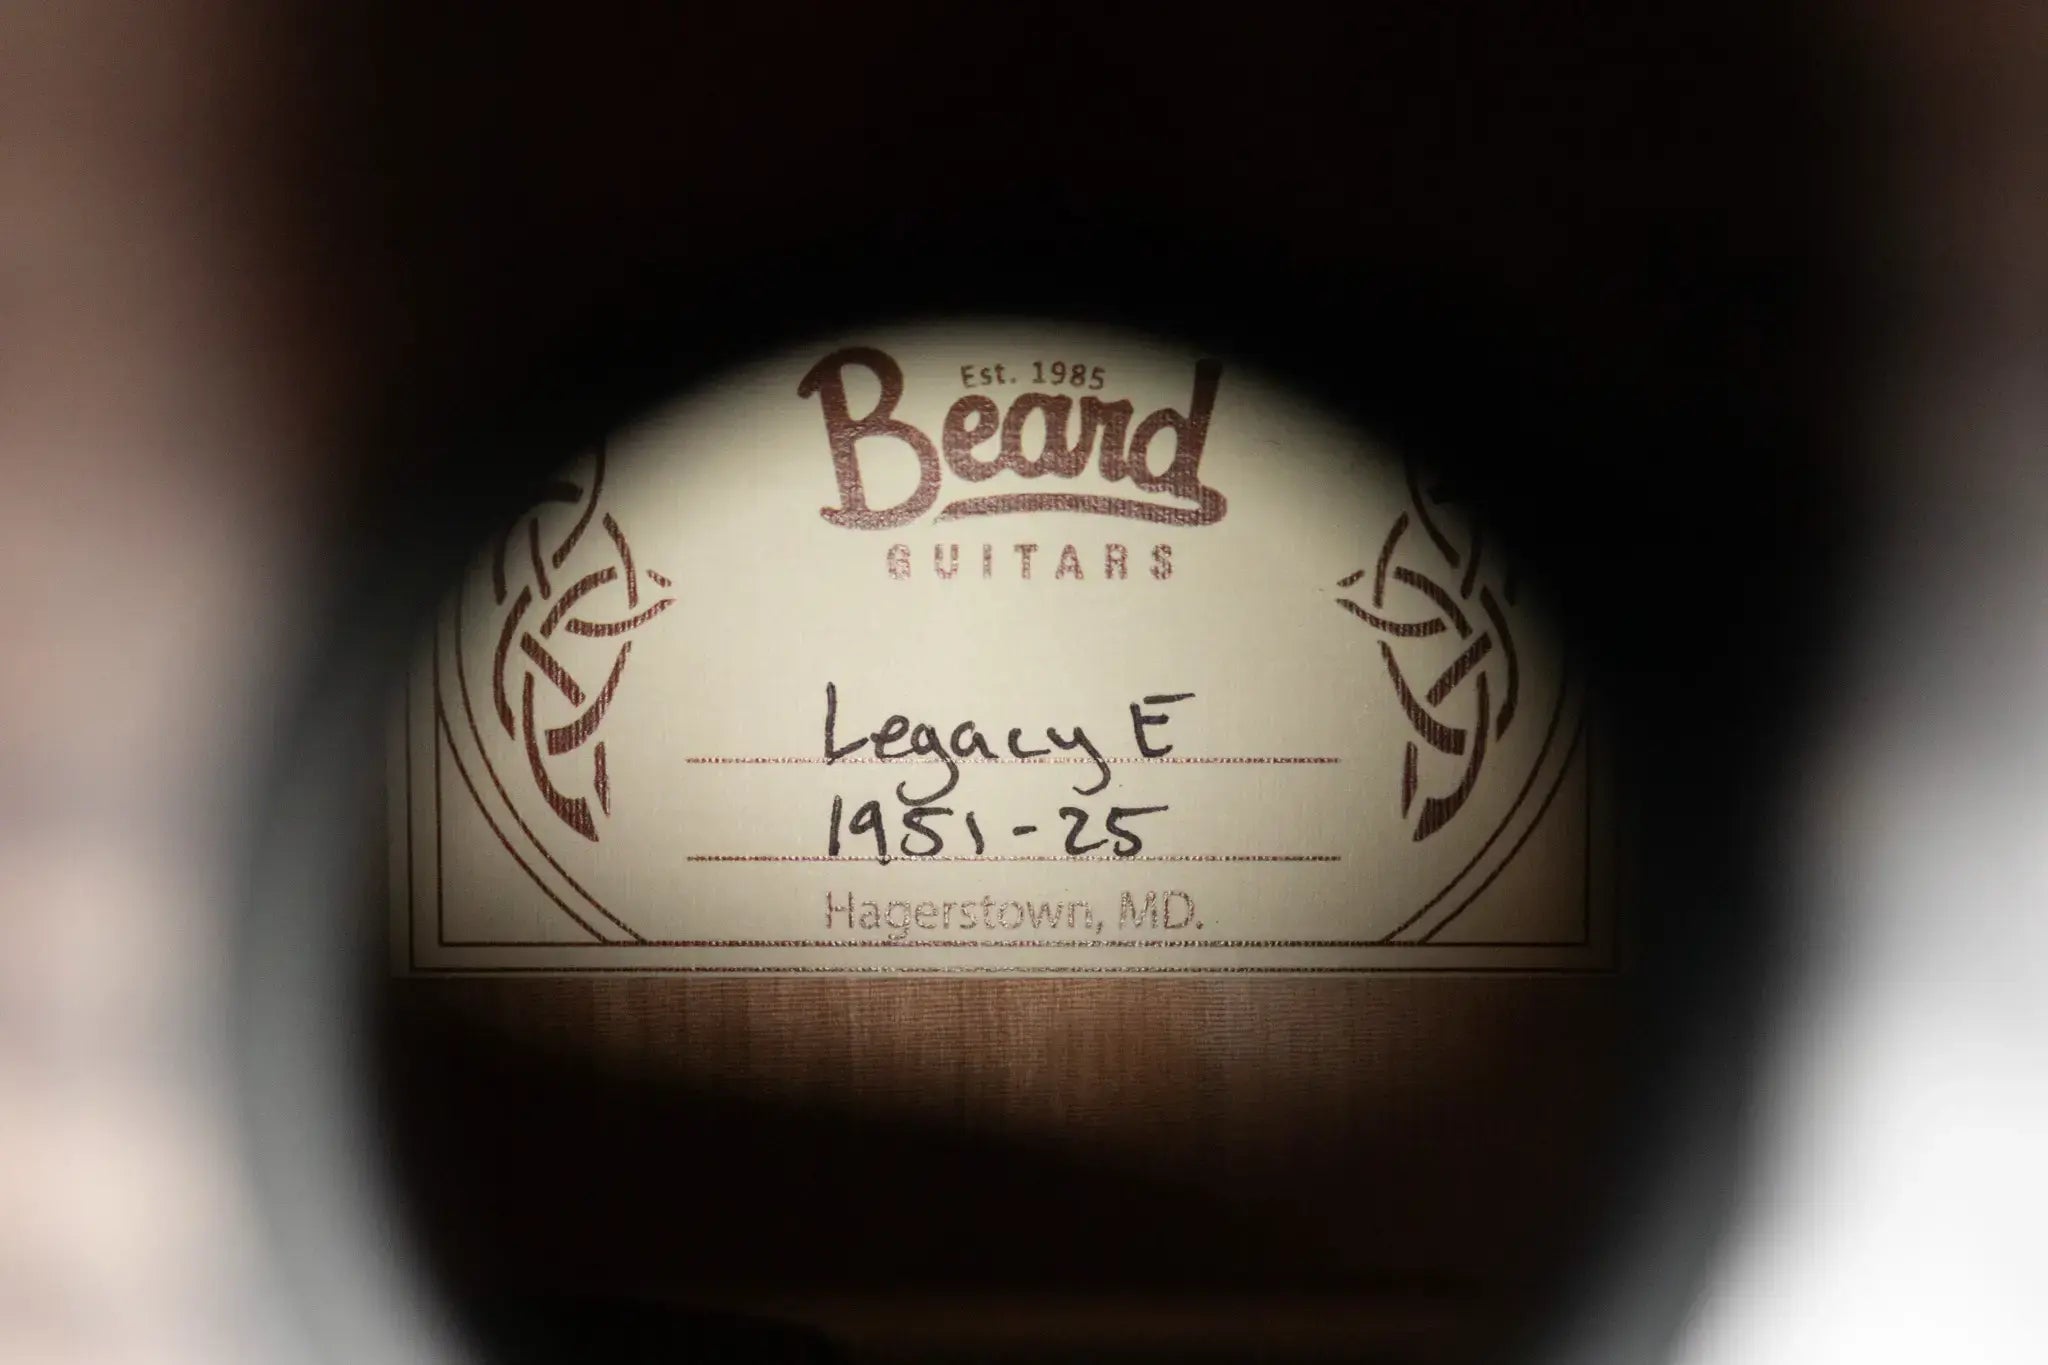 Est. 1985
Beard
GUITARS
Legacy E
1951-25
Hagerstown, MD.